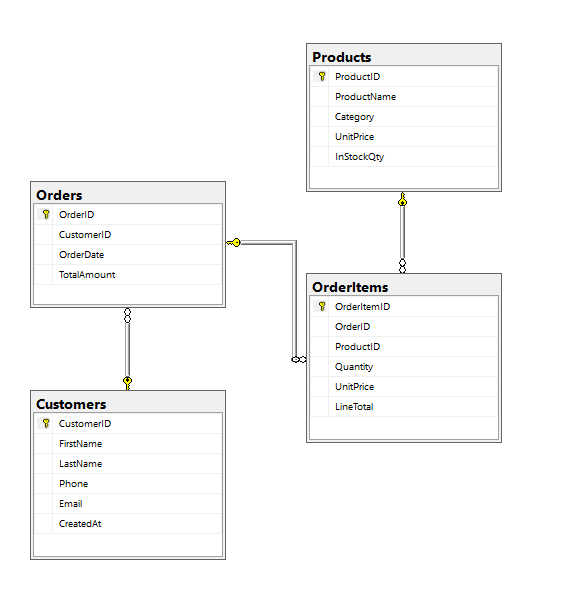 Products
ProductID
ProductName
Category
UnitPrice
InStockQty
Orders
OrderID
CustomerID
OrderDate
TotalAmount
OrderItems
OrderItemID
OrderID
ProductID
Quantity
UnitPrice
LineTotal
Customers
CustomerID
FirstName
LastName
Phone
Email
CreatedAt